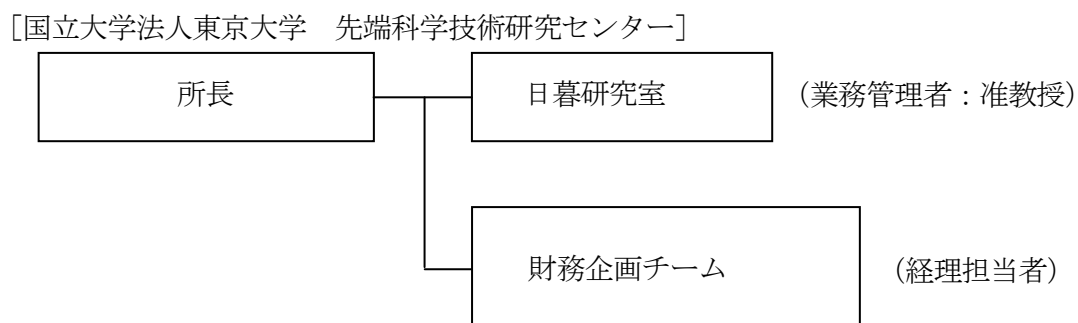 [国立大学法人東京大学　先端科学技術研究センター]
所長
日暮研究室
（業務管理者：准教授）
財務企画チーム
（経理担当者）